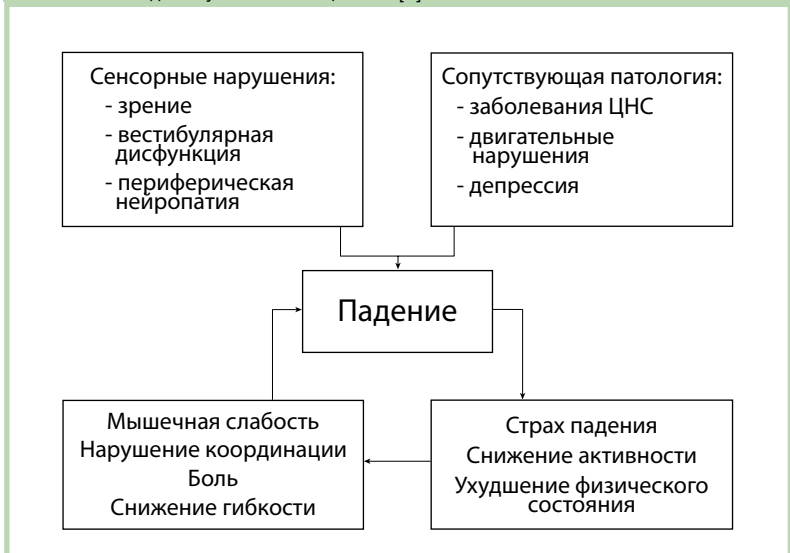 Сенсорные нарушения:
- зрение
- вестибулярная
дисфункция
- периферическая
нейропатия
Сопутствующая патология:
- заболевания ЦНС
- двигательные
нарушения
- депрессия
Падение
Мышечная слабость
Нарушение координации
Боль
Снижение гибкости
Страх падения
Снижение активности
Ухудшение физического
состояния